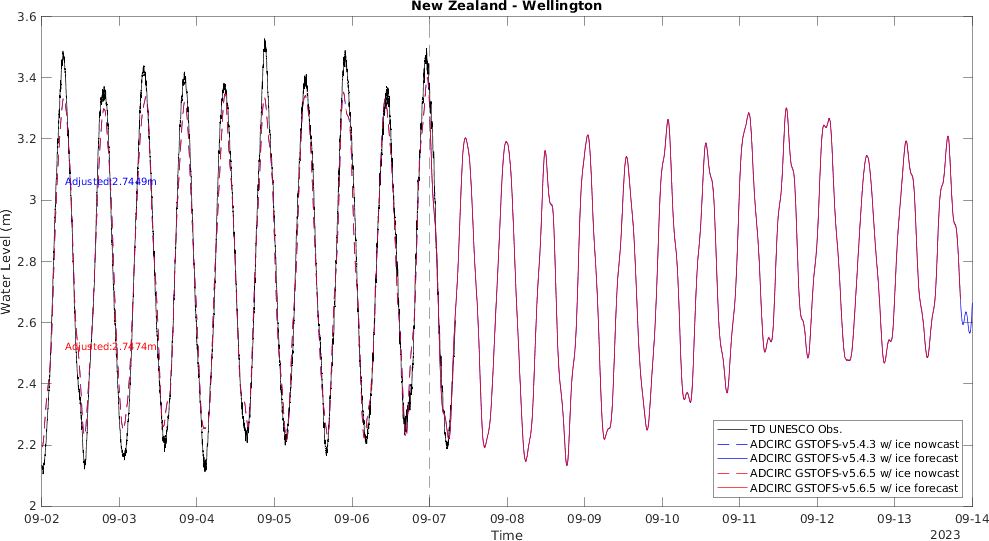 New Zealand - Wellington
3.6
3.4
3.2
3
2.8
2.6
2.4
2.2
2
Water Level (m)
Adjusted:2.7449m
Adjusted:2.7474m
TD UNESCO Obs.
ADCIRC GSTOFS-v5.4.3 w/ ice nowcast
ADCIRC GSTOFS-v5.4.3 w/ ice forecast
ADCIRC GSTOFS-v5.6.5 w/ ice nowcast
ADCIRC GSTOFS-v5.6.5 w/ ice forecast
09-02 09-03 09-04 09-05 09-06 09-07 09-08 09-09 09-10 09-11 09-12 09-13 09-14
Time
2023